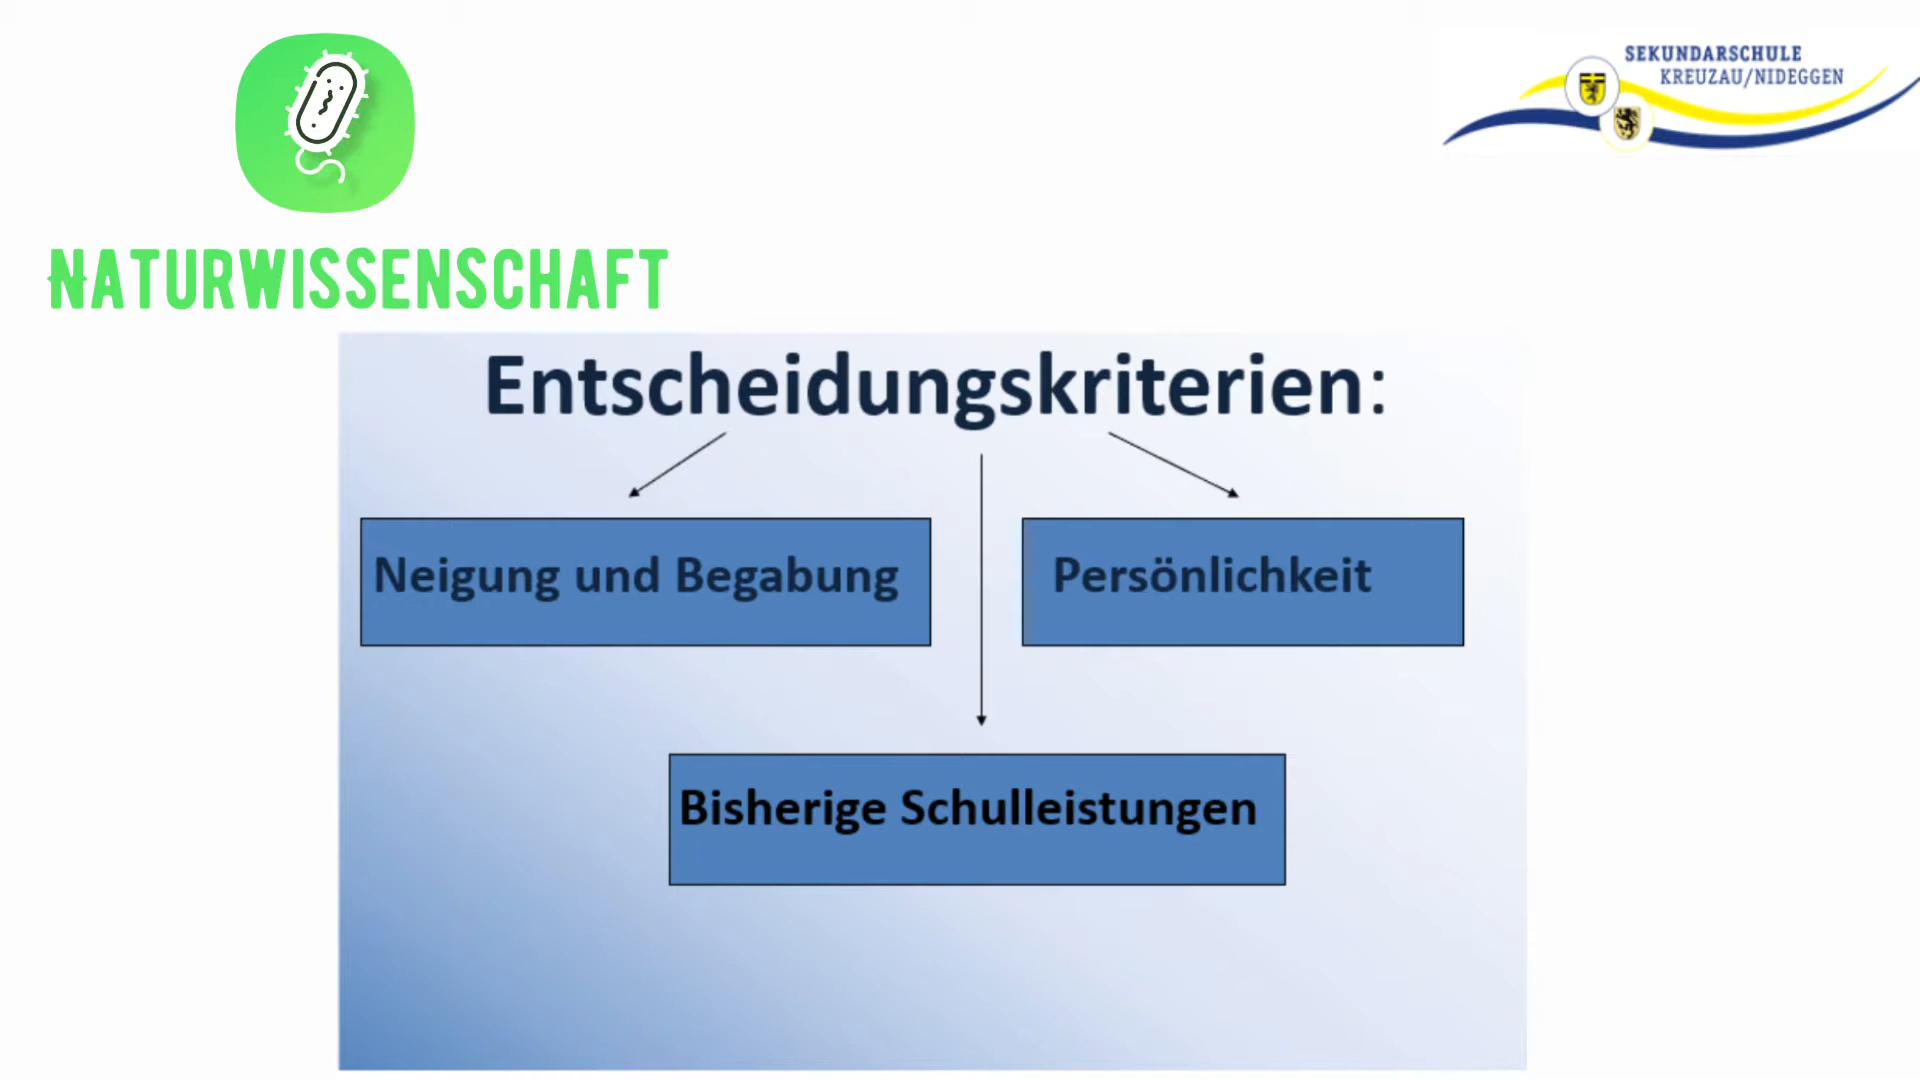 SEKUNDARSCHULE
KREUZAU/NIDEGGEN
NATURWISSENSCHAFT
Entscheidungskriterien:
Neigung und Begabung
Persönlichkeit
Bisherige Schulleistungen